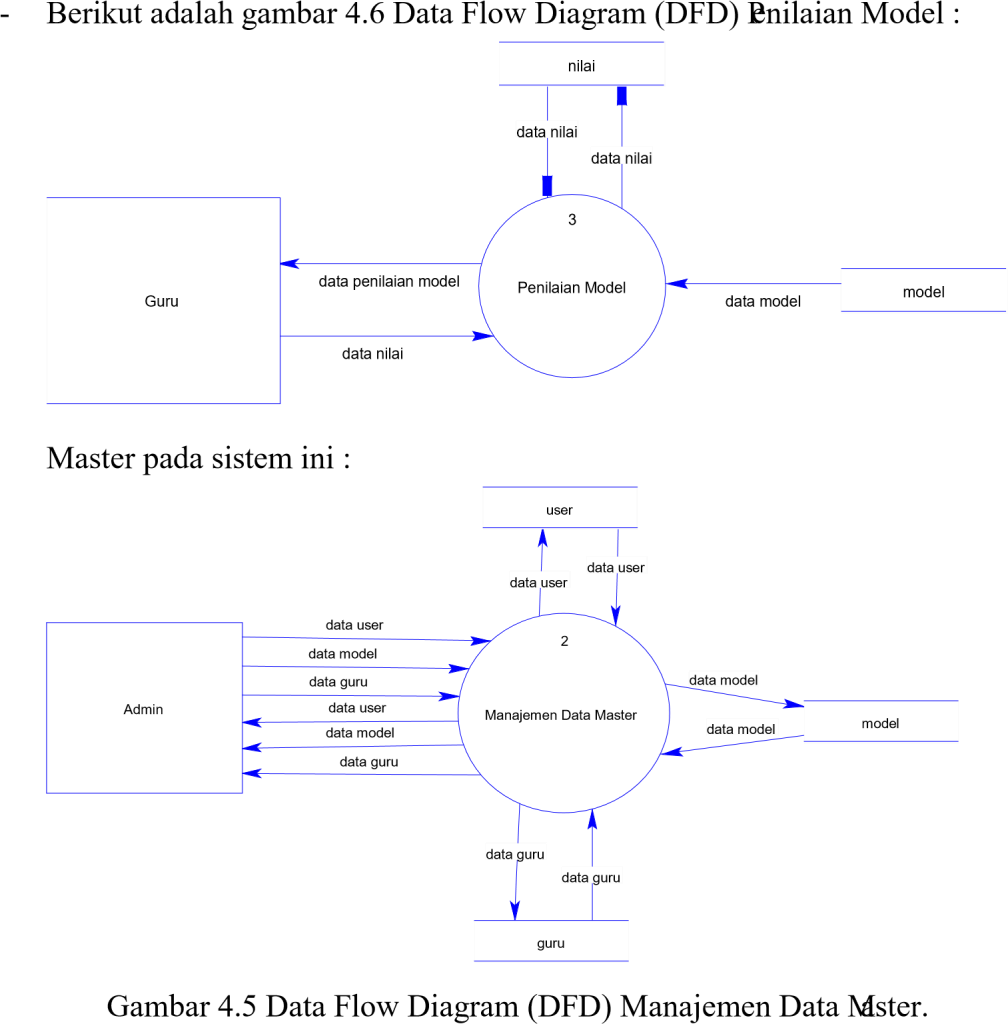 - Berikut adalah gambar 4.6 Data Flow Diagram (DFD) Penilaian Model :
nilai
data nilai
data nilai
3
Penilaian Model
Guru
data penilaian model
data nilai
data model
model
Master pada sistem ini :
user
data user
data user
2
Manajemen Data Master
Admin
data user
data model
data guru
data user
data model
data guru
data model
data model
model
data guru
data guru
guru
Gambar 4.5 Data Flow Diagram (DFD) Manajemen Data Master.